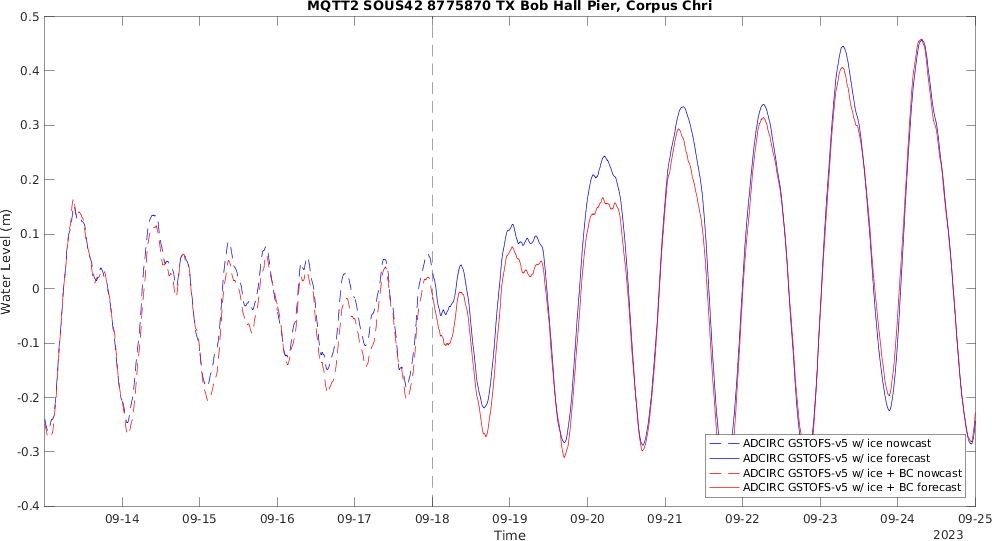 MQTT2 SOUS42 8775870 TX Bob Hall Pier, Corpus Chri
0.5
0.4
0.3
0.2
0.1
0
-0.1
-0.2
-0.3
-0.4
Water Level (m)
ADCIRC GSTOFS-v5 w/ ice nowcast
ADCIRC GSTOFS-v5 w/ ice forecast
ADCIRC GSTOFS-v5 w/ ice + BC nowcast
ADCIRC GSTOFS-v5 w/ ice + BC forecast
09-14 09-15 09-16 09-17 09-18 09-19 09-20 09-21 09-22 09-23 09-24 09-25
Time
2023